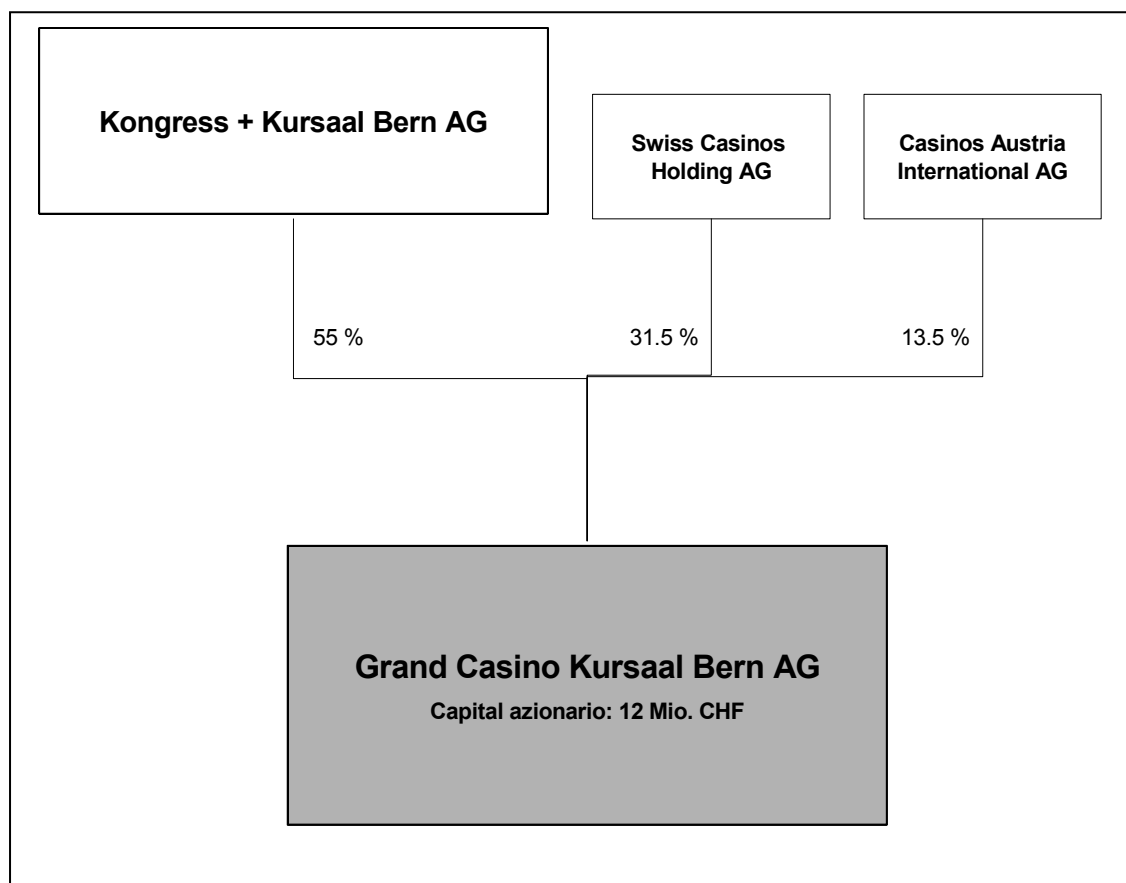 Kongress + Kursaal Bern AG
Swiss Casinos
Holding AG
Casinos Austria
International AG
55 %
31.5 %
13.5 %
Grand Casino Kursaal Bern AG
Capital azionario: 12 Mio. CHF